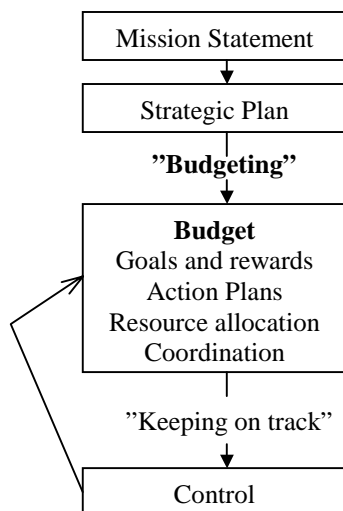 Mission Statement
Strategic Plan
”Budgeting”
Budget
Goals and rewards
Action Plans
Resource allocation
Coordination
”Keeping on track”
Control